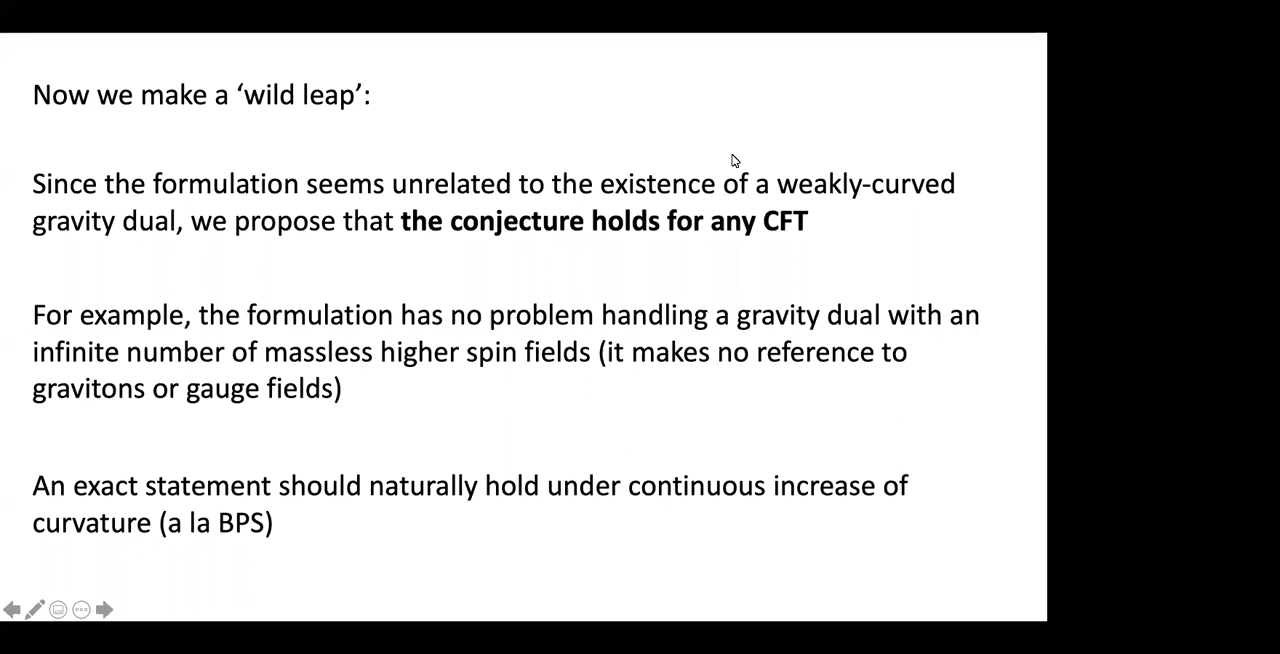 Now we make a ‘wild leap’:
Since the formulation seems unrelated to the existence of a weakly-curved
gravity dual, we propose that the conjecture holds for any CFT
For example, the formulation has no problem handling a gravity dual with an
infinite number of massless higher spin fields (it makes no reference to
gravitons or gauge fields)
An exact statement should naturally hold under continuous increase of
curvature (a la BPS)